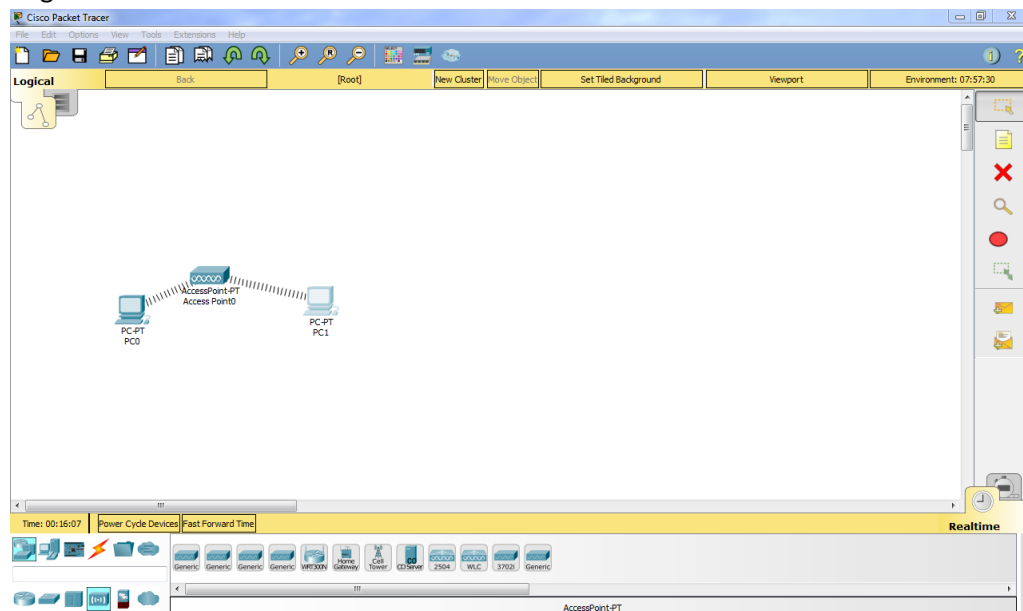 Cisco Packet Tracer
File Edit Options View Tools Extensions Help
Logical Back [Root] New Cluster Move Object Set Tiled Background Viewport Environment: 07:57:30
AccessPoint-PT
Access Point0
PC-PT
PC0
PC-PT
PC1
Time: 00:16:07 Power Cycle Devices Fast Forward Time Realtime
Generic Generic Generic Generic WRT300N Home Gateway Cell Tower CO Server 2504 WLC 3702i Generic
AccessPoint-PT